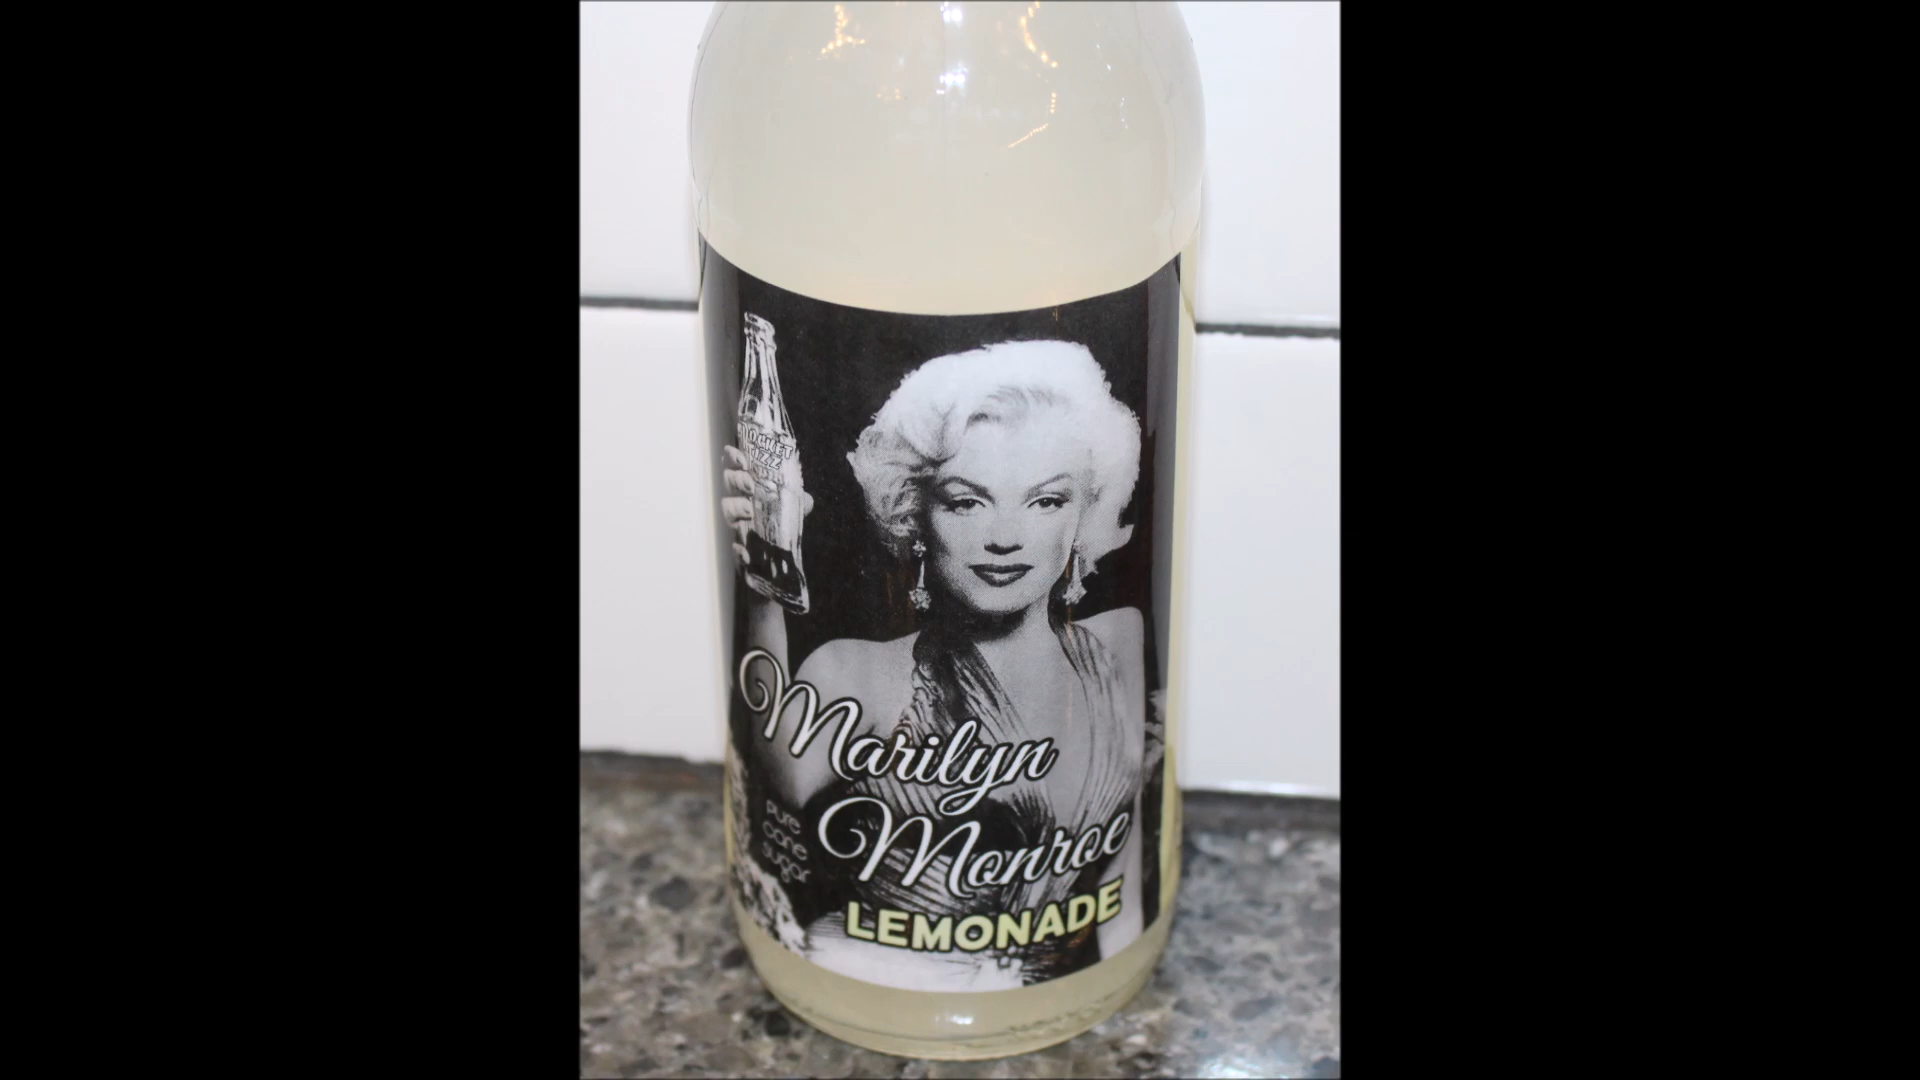 ROCKET
FIZZ
Marilyn
Monroe
pure
cane
sugar
LEMONADE